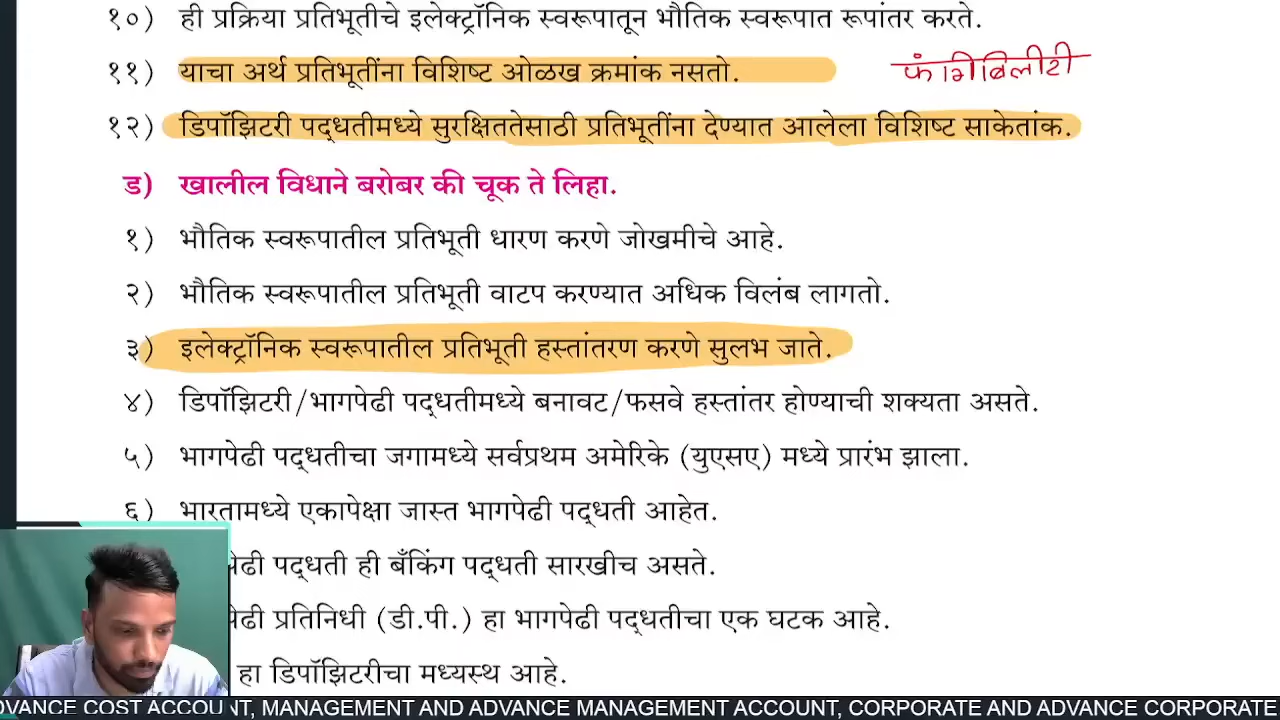 १०) ही प्रक्रिया प्रतिभूतीचे इलेक्ट्रॉनिक स्वरूपातून भौतिक स्वरूपात रूपांतर करते.
११) याचा अर्थ प्रतिभूतींना विशिष्ट ओळख क्रमांक नसतो. फंगीबिलीटी
१२) डिपॉझिटरी पद्धतीमध्ये सुरक्षिततेसाठी प्रतिभूतींना देण्यात आलेला विशिष्ट साकेतांक.
ड) खालील विधाने बरोबर की चूक ते लिहा.
१) भौतिक स्वरूपातील प्रतिभूती धारण करणे जोखमीचे आहे.
२) भौतिक स्वरूपातील प्रतिभूती वाटप करण्यात अधिक विलंब लागतो.
३) इलेक्ट्रॉनिक स्वरूपातील प्रतिभूती हस्तांतरण करणे सुलभ जाते.
४) डिपॉझिटरी/भागपेढी पद्धतीमध्ये बनावट/फसवे हस्तांतर होण्याची शक्यता असते.
५) भागपेढी पद्धतीचा जगामध्ये सर्वप्रथम अमेरिके (युएसए) मध्ये प्रारंभ झाला.
६) भारतामध्ये एकापेक्षा जास्त भागपेढी पद्धती आहेत.
पेढी पद्धती ही बँकिंग पद्धती सारखीच असते.
पेढी प्रतिनिधी (डी.पी.) हा भागपेढी पद्धतीचा एक घटक आहे.
हा डिपॉझिटरीचा मध्यस्थ आहे.
DVANCE COST ACCOUNT, MANAGEMENT AND ADVANCE MANAGEMENT ACCOUNT, CORPORATE AND ADVANCE CORPORATE